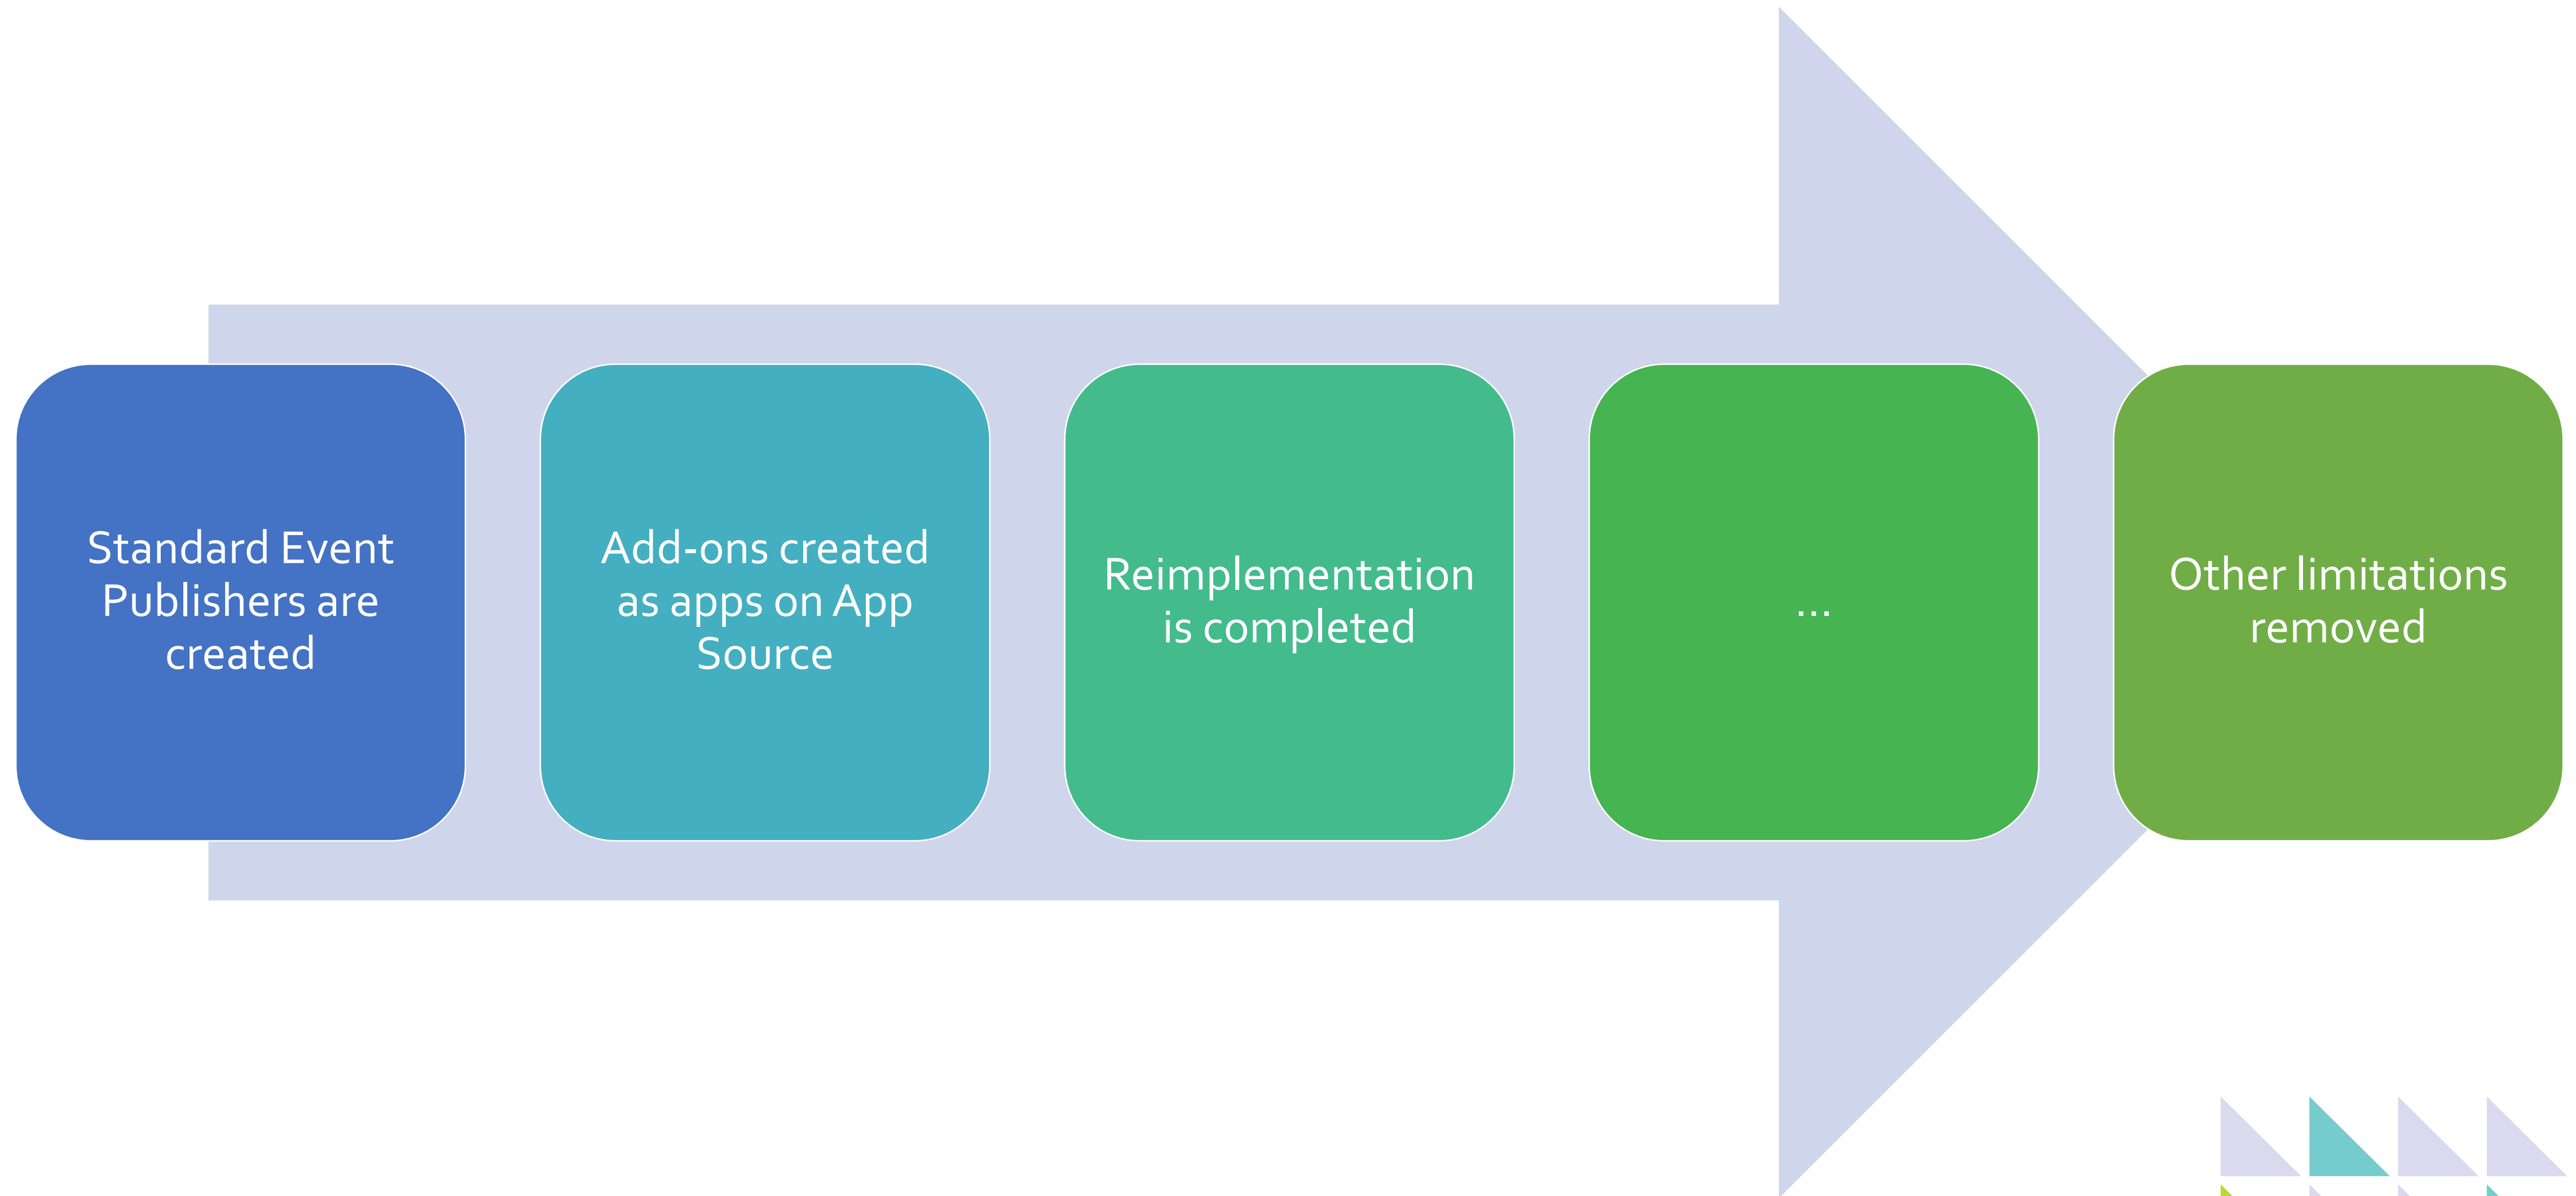 Standard Event
Publishers are
created
Add-ons created
as apps on App
Source
Reimplementation
is completed
...
Other limitations
removed